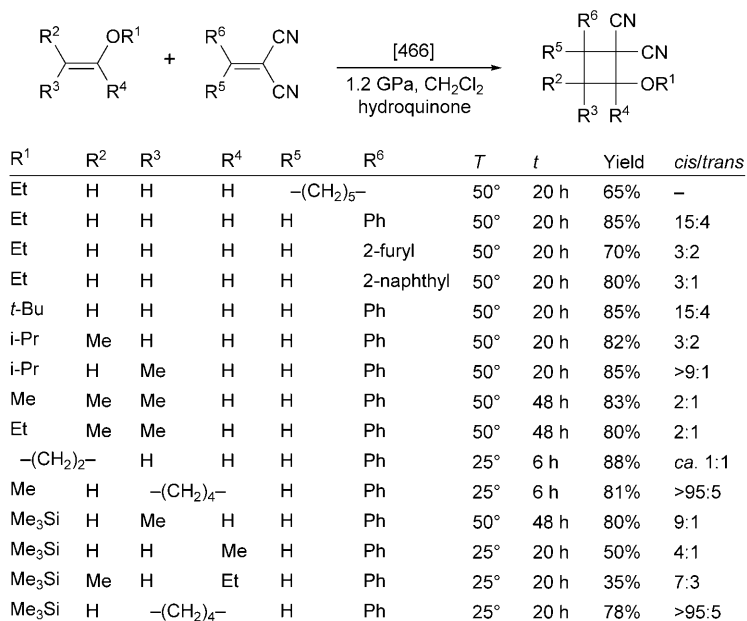 R² OR¹ R³ R⁴ + R⁶ CN R⁵ CN [466] 1.2 GPa, CH₂Cl₂ hydroquinone R⁶ CN R⁵ CN R² OR¹ R³ R⁴
R¹ R² R³ R⁴ R⁵ R⁶ T t Yield cis/trans
Et H H H –(CH₂)₅– 50° 20 h 65% –
Et H H H H Ph 50° 20 h 85% 15:4
Et H H H H 2-furyl 50° 20 h 70% 3:2
Et H H H H 2-naphthyl 50° 20 h 80% 3:1
t-Bu H H H H Ph 50° 20 h 85% 15:4
i-Pr Me H H H Ph 50° 20 h 82% 3:2
i-Pr H Me H H Ph 50° 20 h 85% >9:1
Me Me Me H H Ph 50° 48 h 83% 2:1
Et Me Me H H Ph 50° 48 h 80% 2:1
–(CH₂)₂– H H H Ph 25° 6 h 88% ca. 1:1
Me H –(CH₂)₄– H Ph 25° 6 h 81% >95:5
Me₃Si H Me H H Ph 50° 48 h 80% 9:1
Me₃Si H H Me H Ph 25° 20 h 50% 4:1
Me₃Si Me H Et H Ph 25° 20 h 35% 7:3
Me₃Si H –(CH₂)₄– H Ph 25° 20 h 78% >95:5